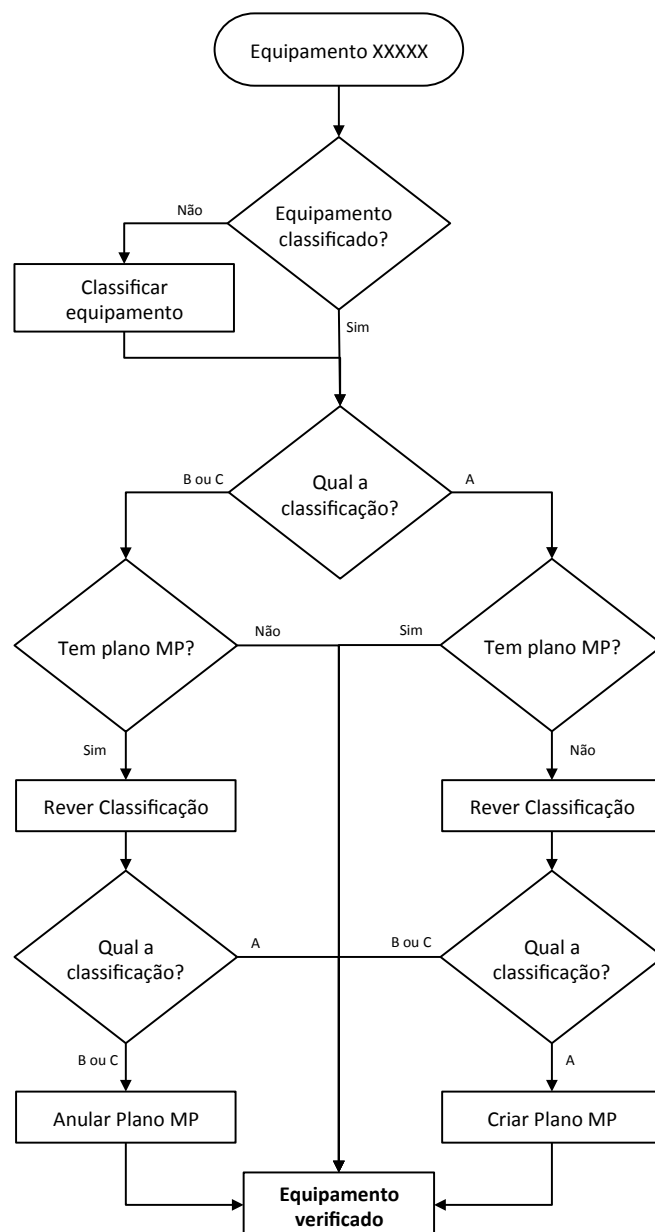 Equipamento XXXXX
Não
Equipamento
classificado?
Classificar
equipamento
Sim
B ou C
Qual a
classificação?
A
Tem plano MP?
Não
Sim
Tem plano MP?
Sim
Não
Rever Classificação
Rever Classificação
Qual a
classificação?
A
B ou C
Qual a
classificação?
B ou C
A
Anular Plano MP
Criar Plano MP
Equipamento
verificado